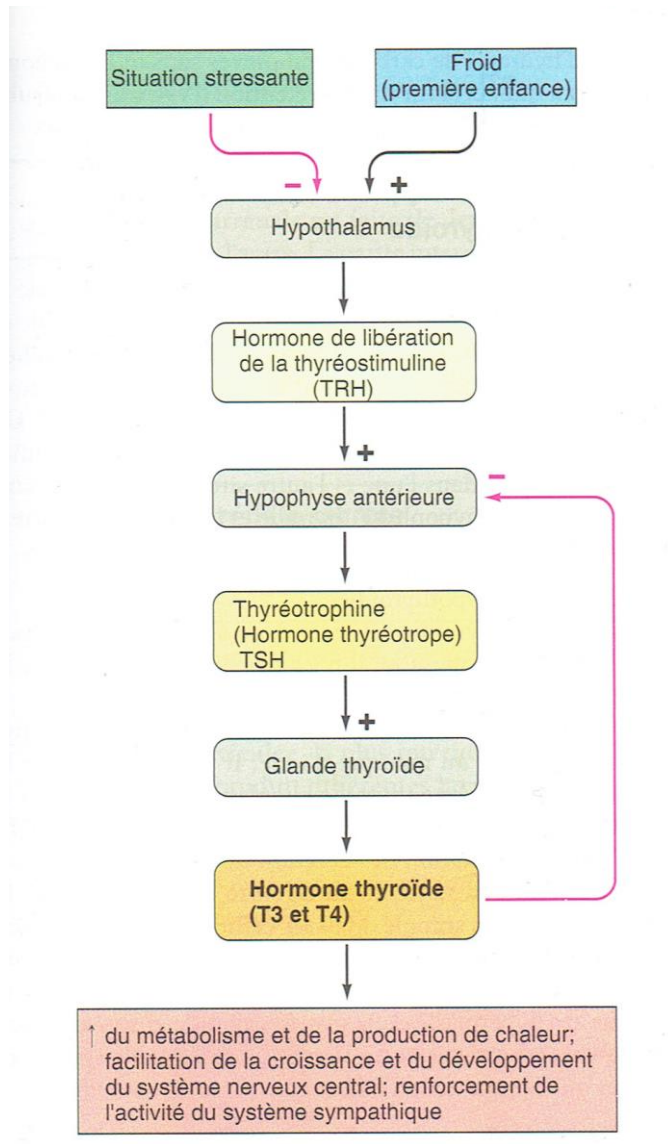 Situation stressante
Froid
(première enfance)
–
+
Hypothalamus
Hormone de libération
de la thyréostimuline
(TRH)
+
Hypophyse antérieure
–
Thyréotrophine
(Hormone thyréotrope)
TSH
+
Glande thyroïde
Hormone thyroïde
(T3 et T4)
↑ du métabolisme et de la production de chaleur;
facilitation de la croissance et du développement
du système nerveux central; renforcement de
l'activité du système sympathique